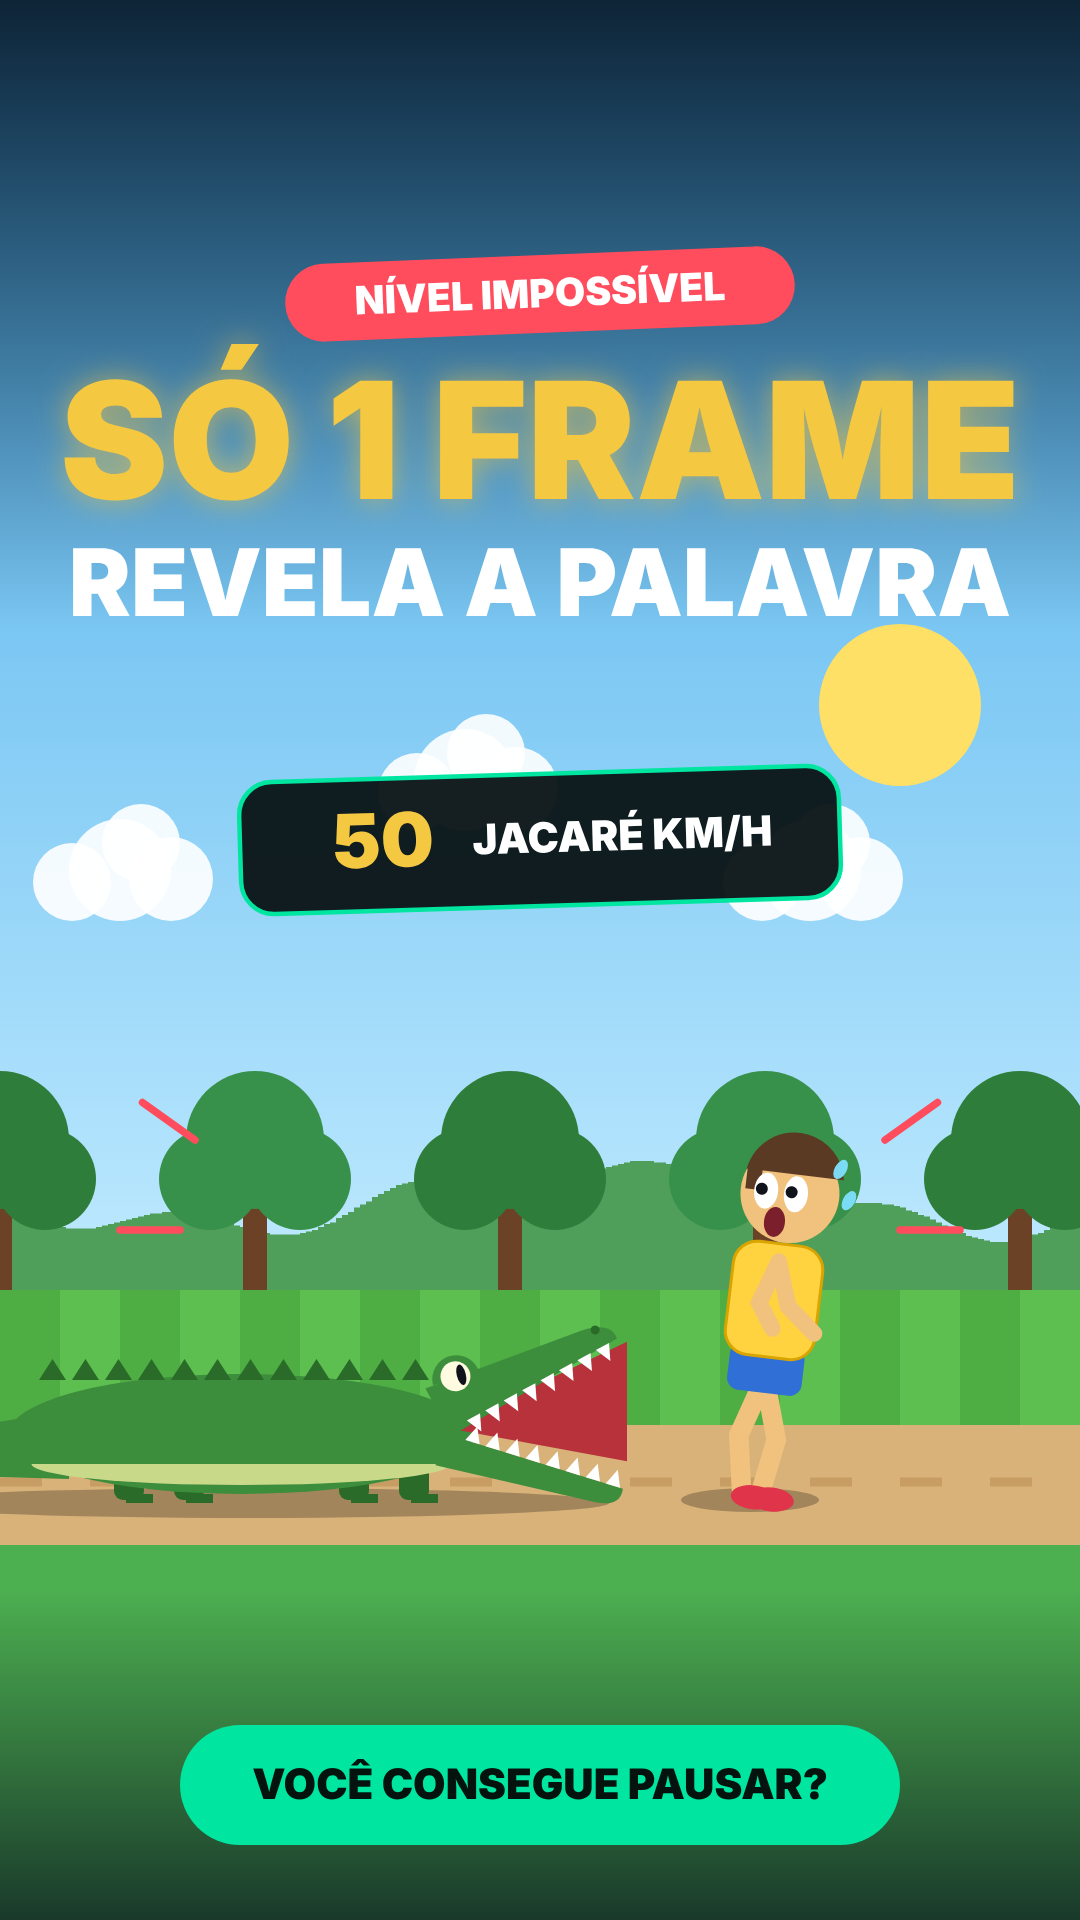 NÍVEL IMPOSSÍVEL
SÓ 1 FRAME
REVELA A PALAVRA
50 JACARÉ KM/H
VOCÊ CONSEGUE PAUSAR?